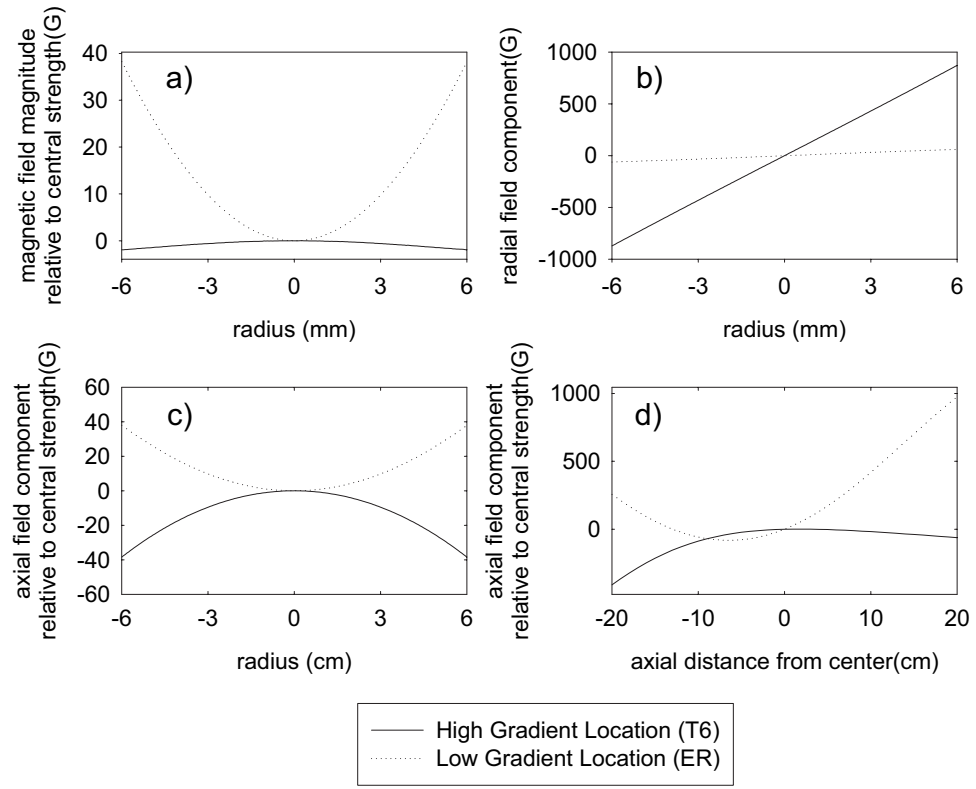 magnetic field magnitude
relative to central strength(G)
a)
40
30
20
10
0
-6 -3 0 3 6
radius (mm)
radial field component(G)
b)
1000
500
0
-500
-1000
-6 -3 0 3 6
radius (mm)
axial field component
relative to central strength(G)
c)
60
40
20
0
-20
-40
-60
-6 -3 0 3 6
radius (cm)
axial field component
relative to central strength(G)
d)
1000
500
0
-20 -10 0 10 20
axial distance from center(cm)
High Gradient Location (T6)
Low Gradient Location (ER)